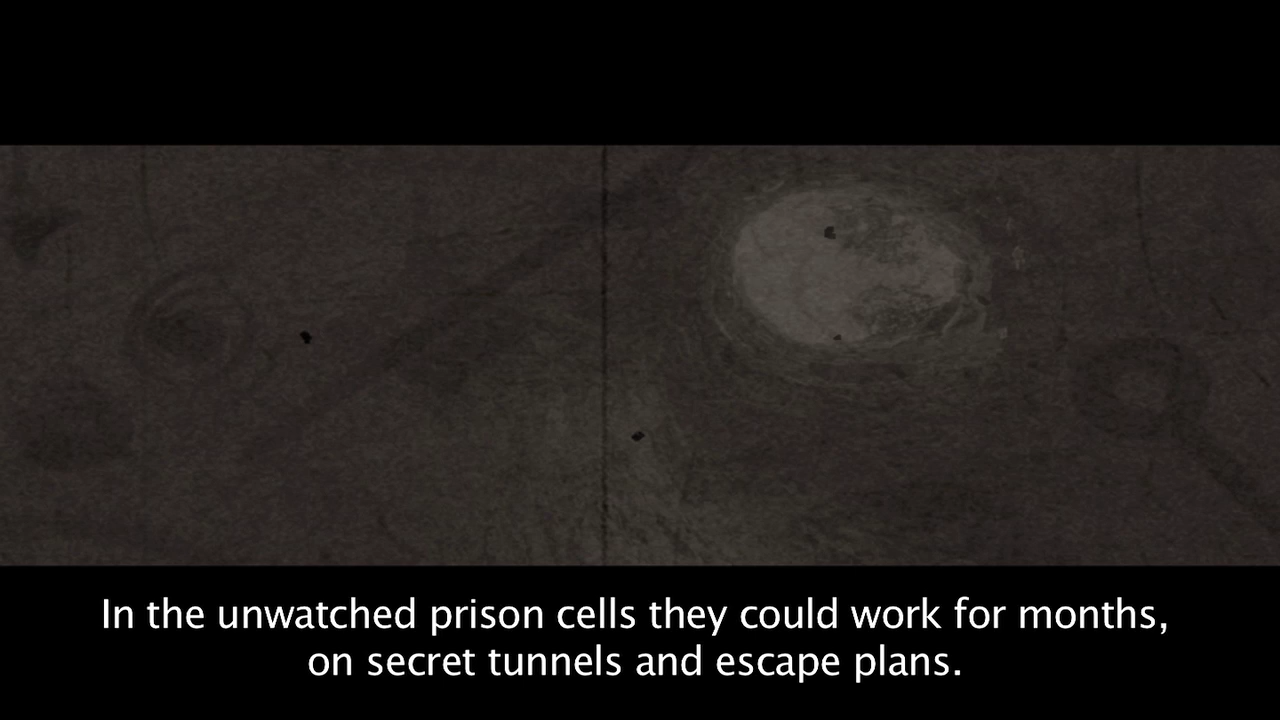 In the unwatched prison cells they could work for months,
on secret tunnels and escape plans.